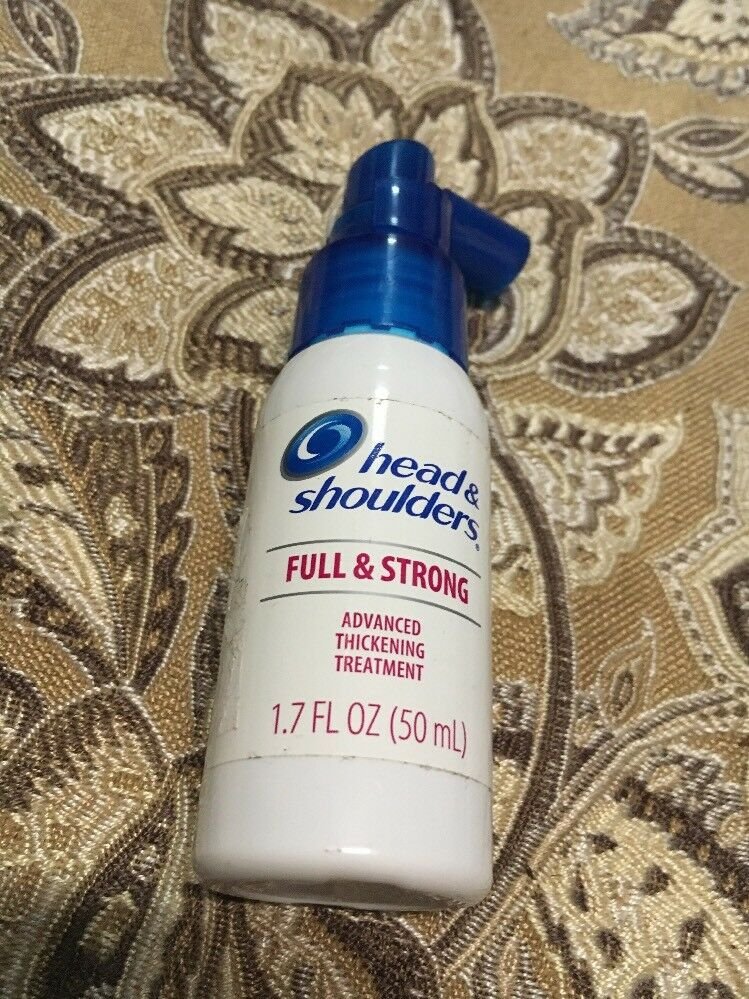 head &
shoulders®
FULL & STRONG
ADVANCED
THICKENING
TREATMENT
1.7 FL OZ (50 mL)